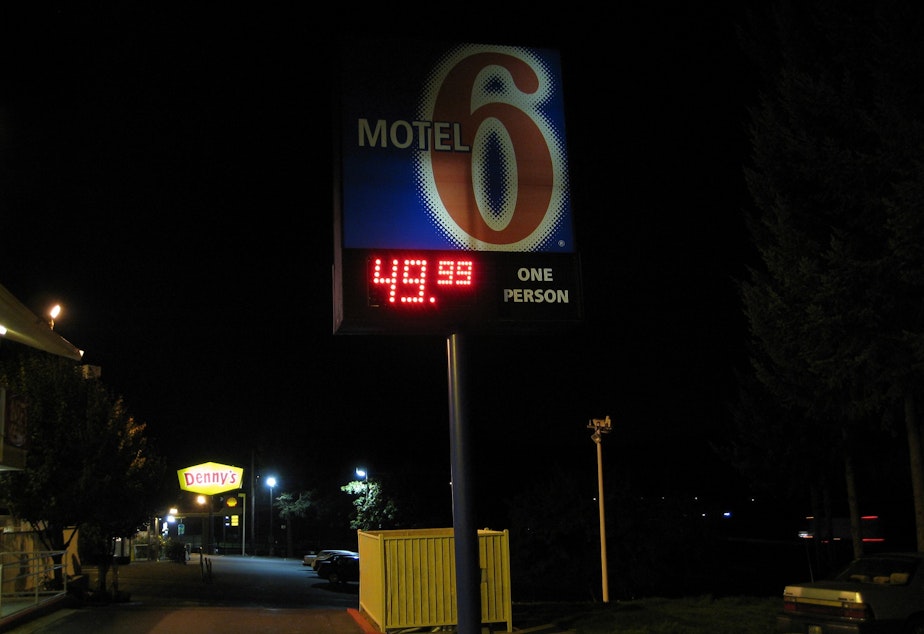 MOTEL 6
®
49.99
ONE
PERSON
Denny's